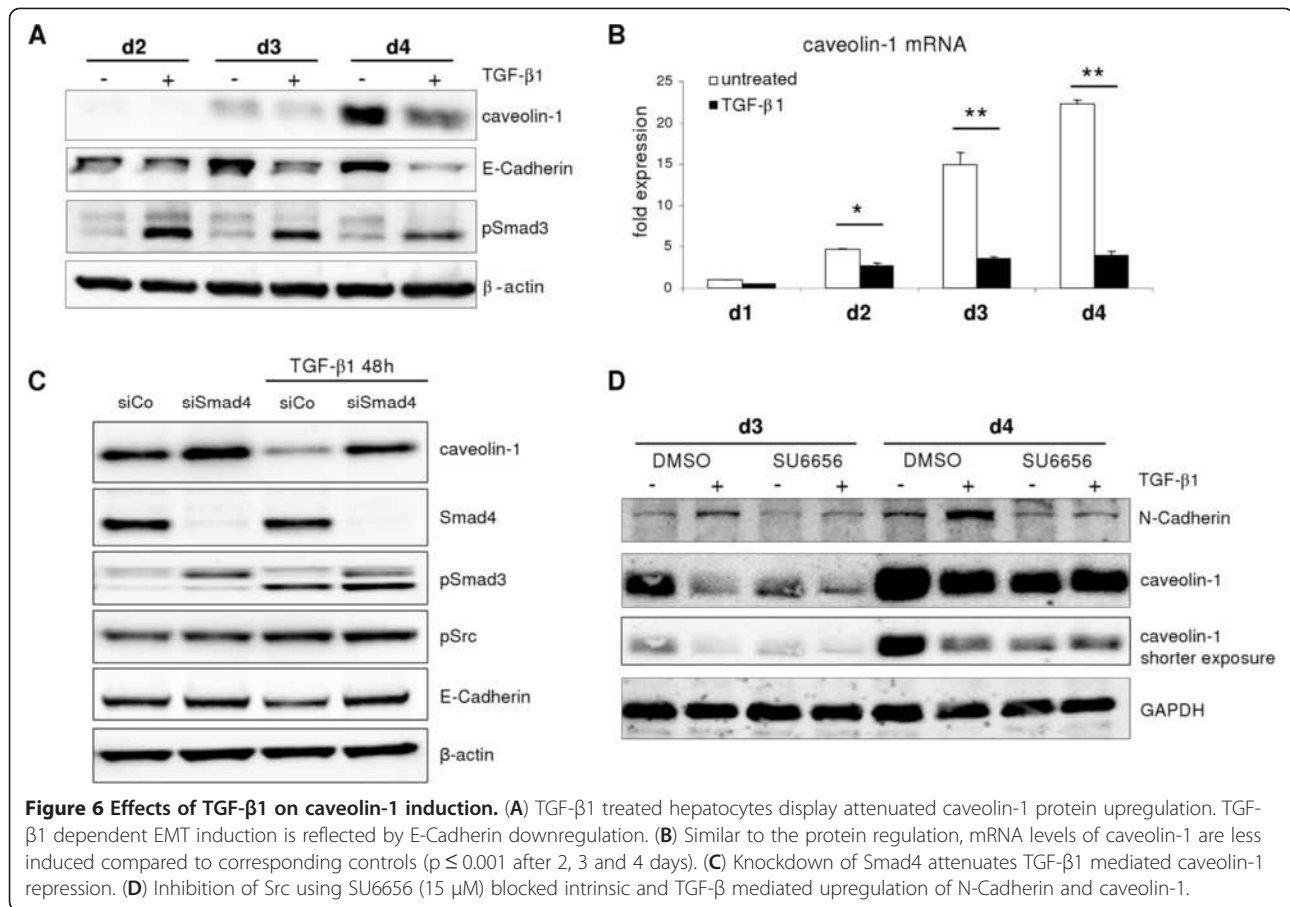 A
d2 d3 d4
- + - + - + TGF-β1
caveolin-1
E-Cadherin
pSmad3
β-actin
B
caveolin-1 mRNA
untreated
TGF-β1
fold expression
25
20
15
10
5
0
* ** **
d1 d2 d3 d4
C
TGF-β1 48h
siCo siSmad4 siCo siSmad4
caveolin-1
Smad4
pSmad3
pSrc
E-Cadherin
β-actin
D
d3 d4
DMSO SU6656 DMSO SU6656
- + - + - + - + TGF-β1
N-Cadherin
caveolin-1
caveolin-1
shorter exposure
GAPDH
Figure 6 Effects of TGF-β1 on caveolin-1 induction. (A) TGF-β1 treated hepatocytes display attenuated caveolin-1 protein upregulation. TGF-
β1 dependent EMT induction is reflected by E-Cadherin downregulation. (B) Similar to the protein regulation, mRNA levels of caveolin-1 are less
induced compared to corresponding controls (p ≤ 0.001 after 2, 3 and 4 days). (C) Knockdown of Smad4 attenuates TGF-β1 mediated caveolin-1
repression. (D) Inhibition of Src using SU6656 (15 μM) blocked intrinsic and TGF-β mediated upregulation of N-Cadherin and caveolin-1.